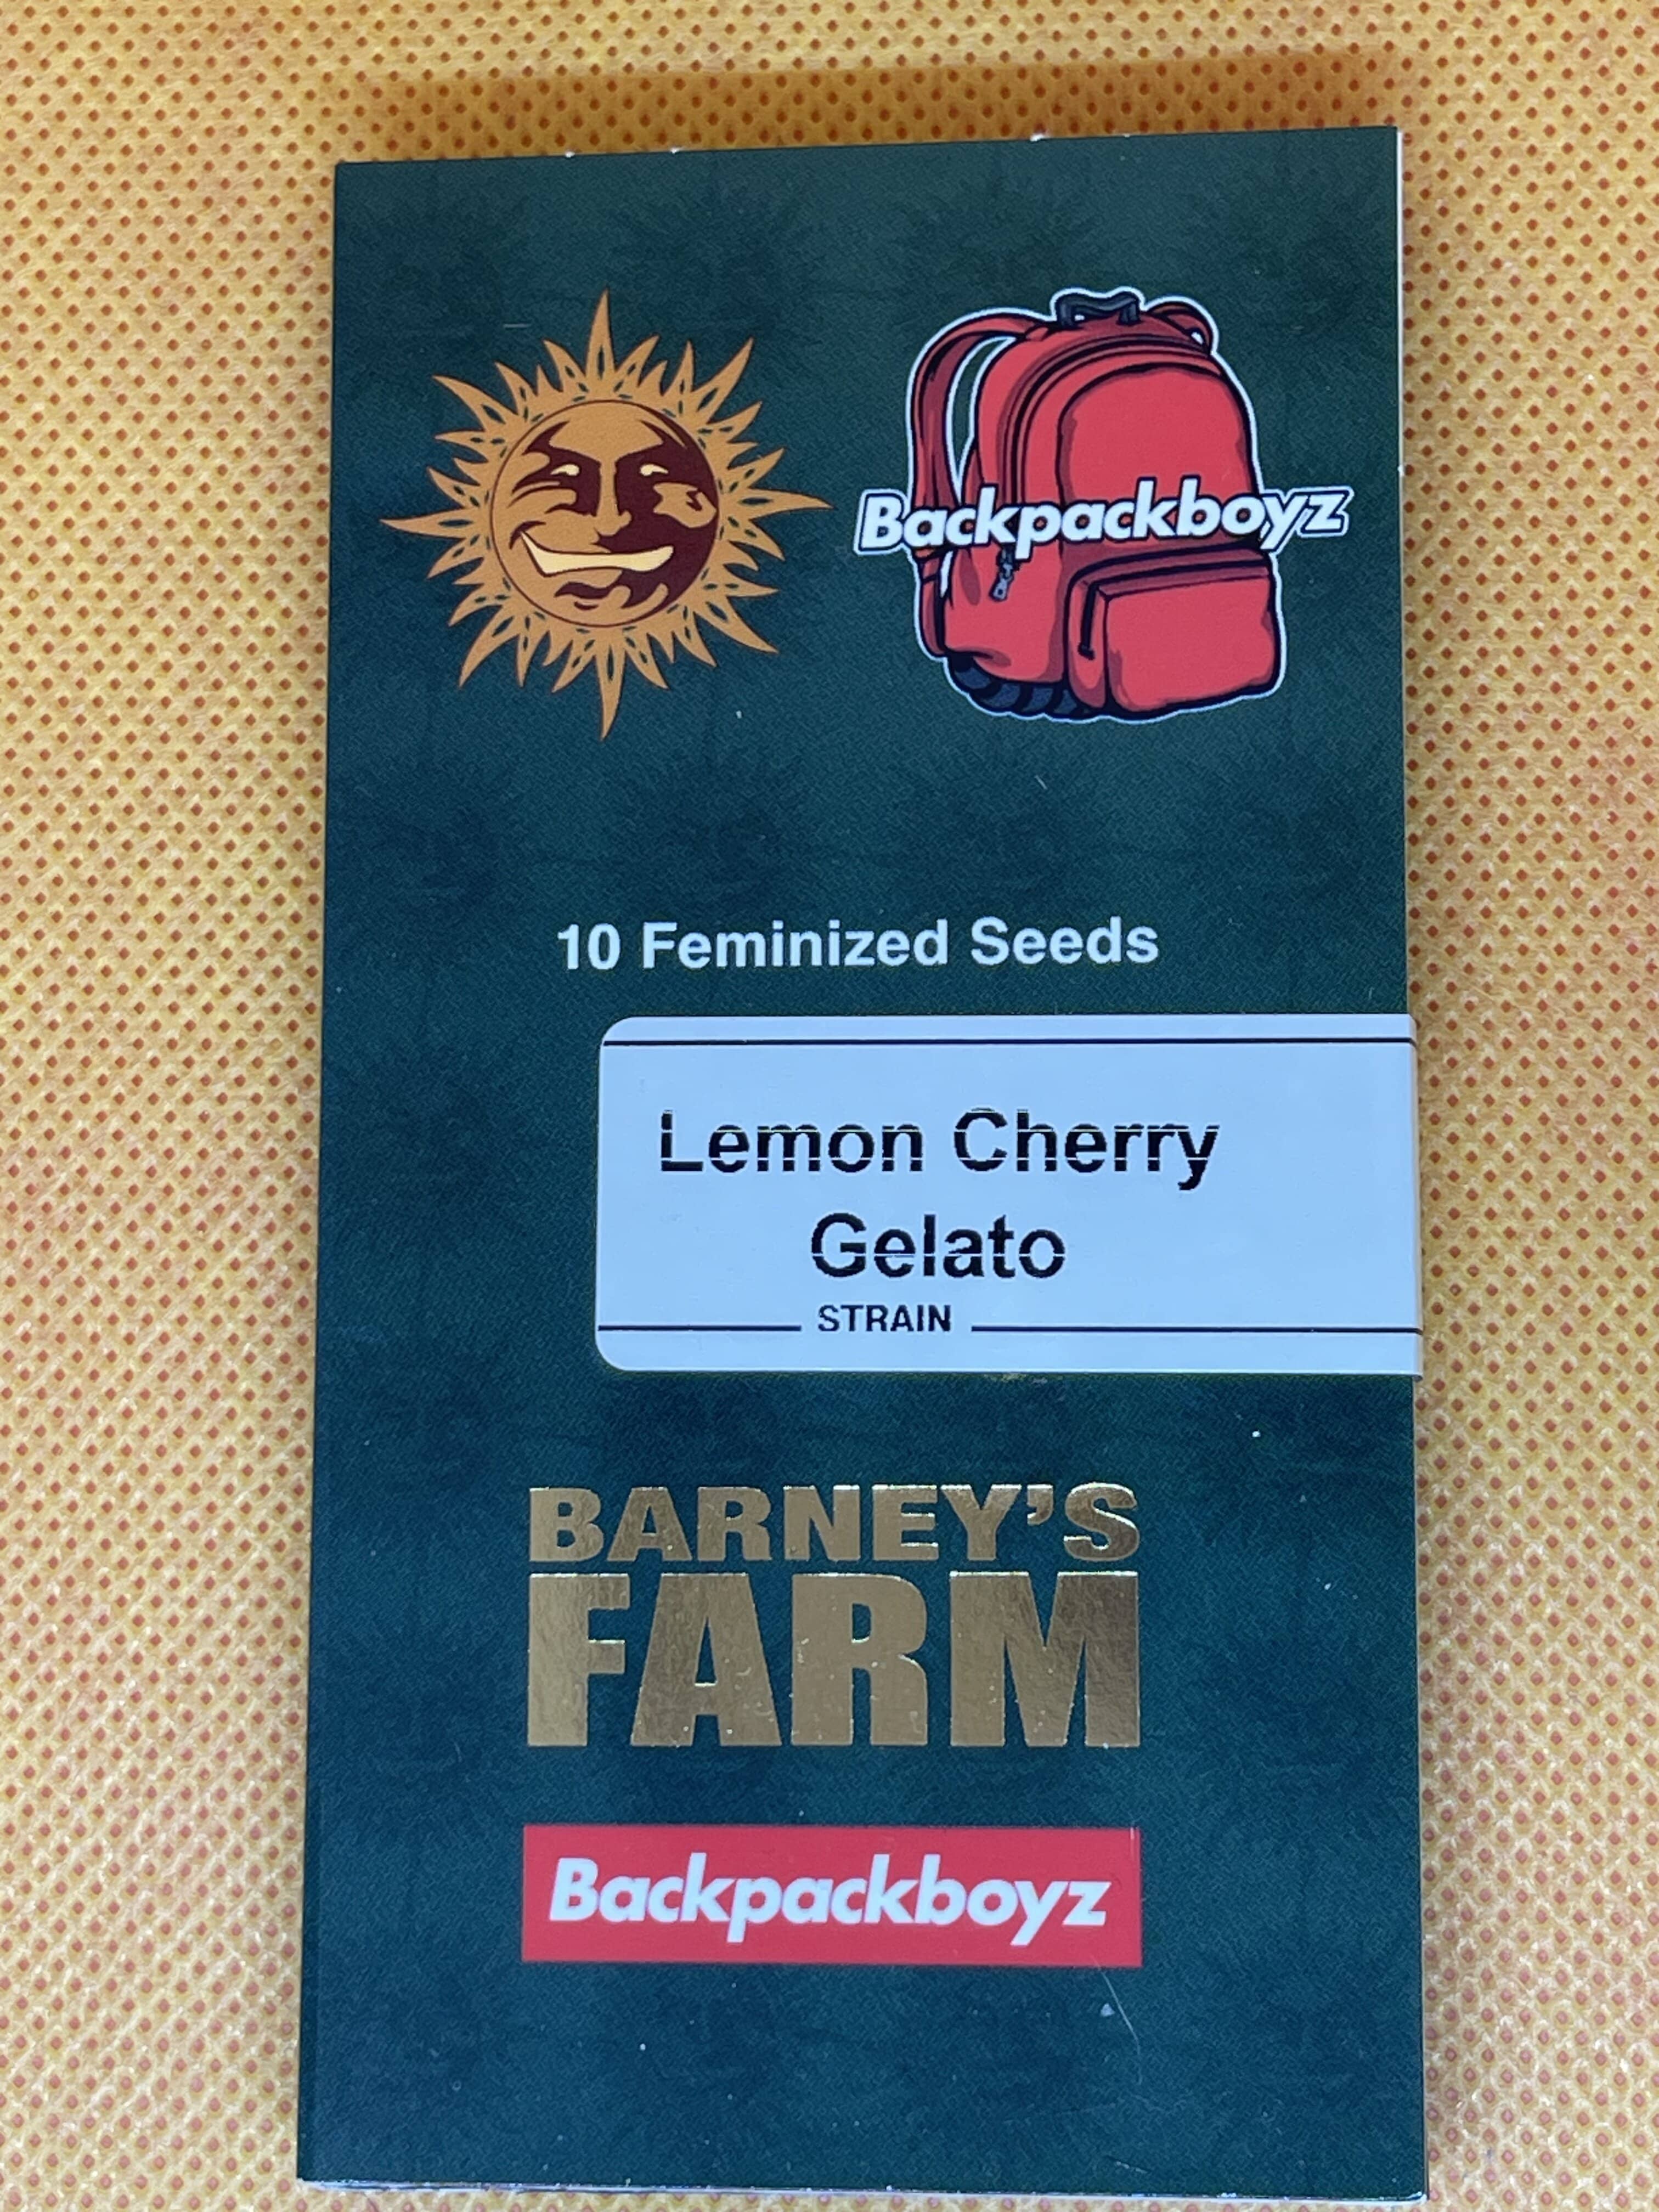 Backpackboyz
10 Feminized Seeds
Lemon Cherry
Gelato
STRAIN
BARNEY'S
FARM
Backpackboyz